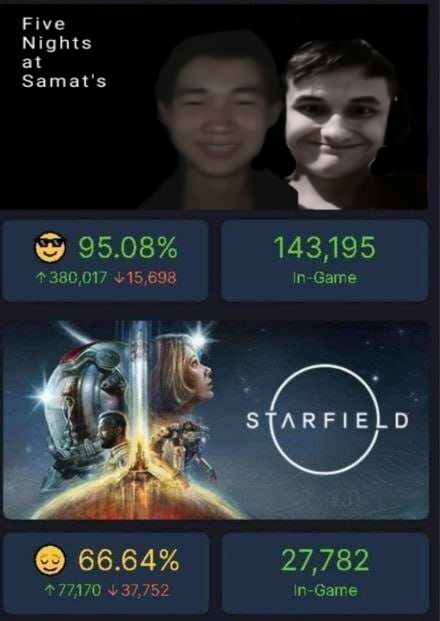 Five
Nights
at
Samat's
95.08%
↑380,017 ↓15,698
143,195
In-Game
STARFIELD
66.64%
↑77,170 ↓37,752
27,782
In-Game